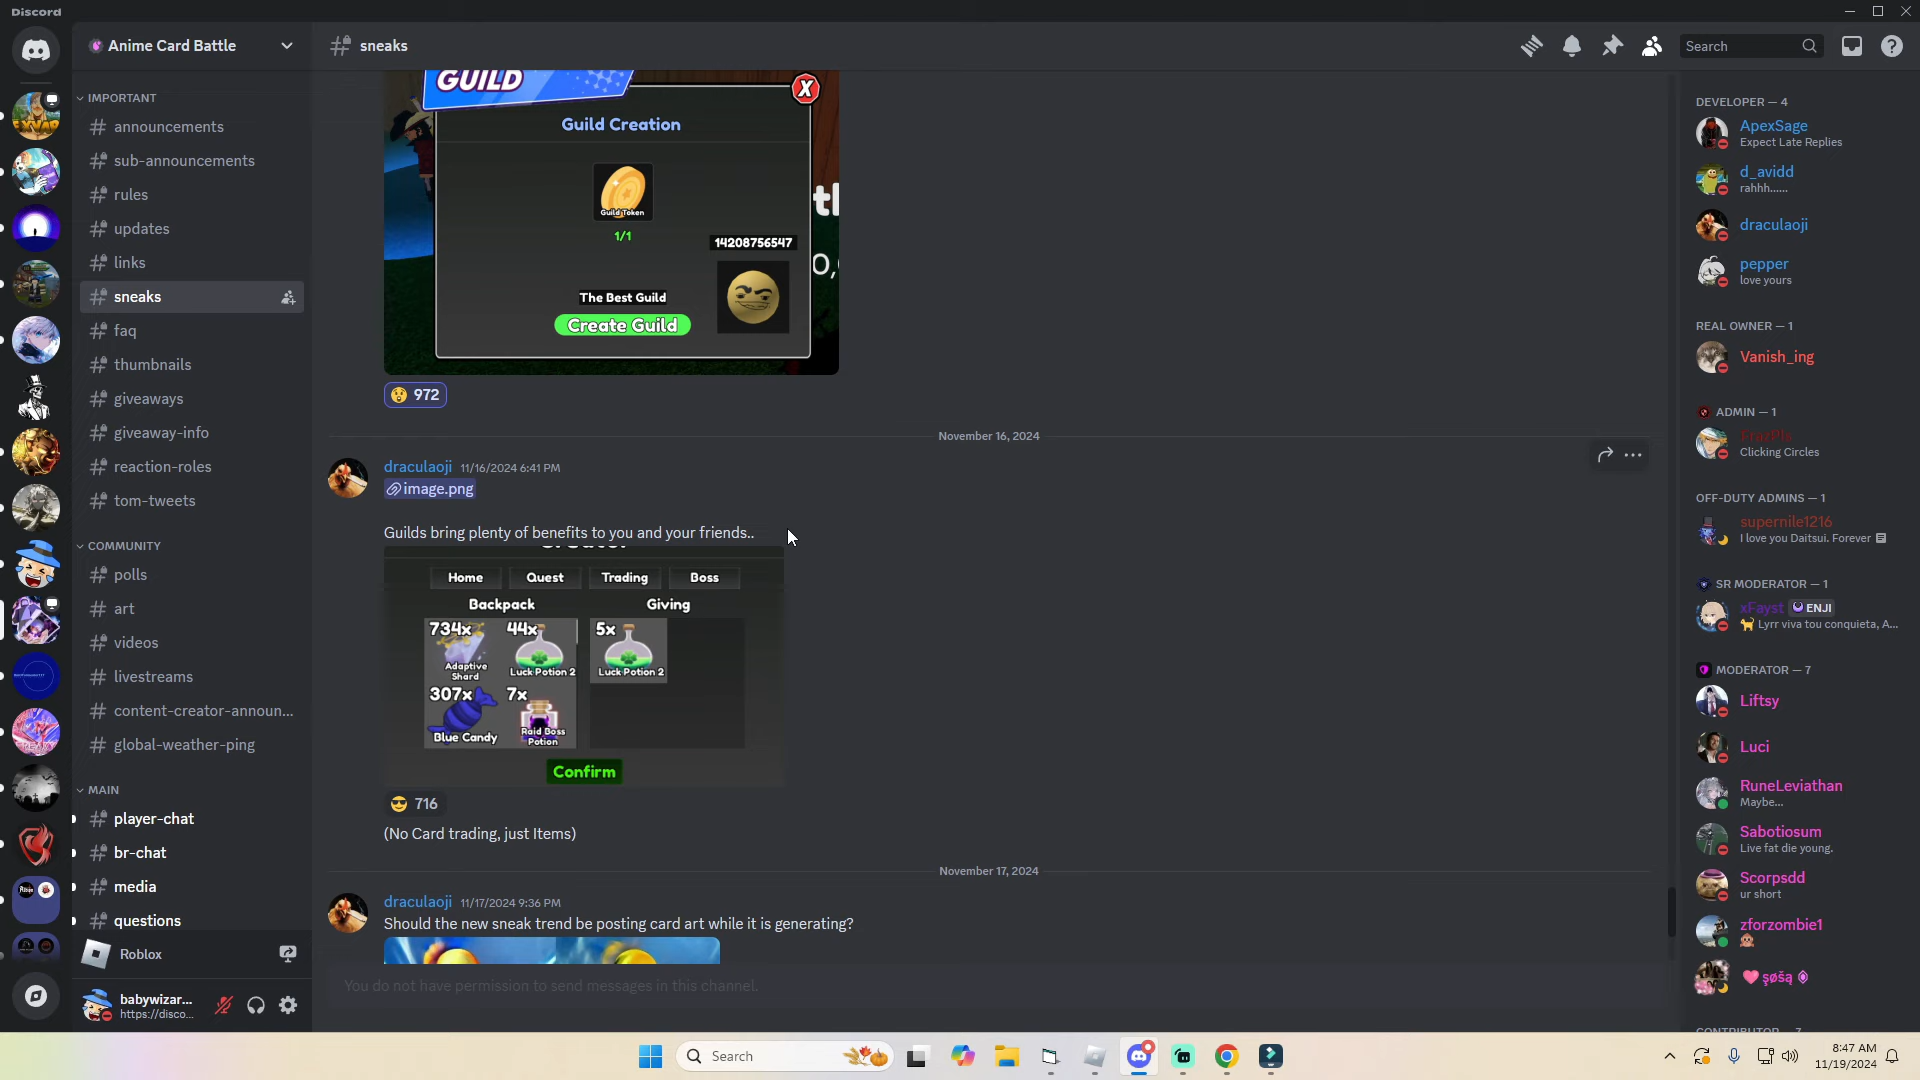 Discord
Anime Card Battle
sneaks
Search
IMPORTANT
announcements
sub-announcements
rules
updates
links
sneaks
faq
thumbnails
giveaways
giveaway-info
reaction-roles
tom-tweets
COMMUNITY
polls
art
videos
livestreams
content-creator-announ...
global-weather-ping
MAIN
player-chat
br-chat
media
questions
Roblox
babywizar...
https://disco...
GUILD
X
Guild Creation
Guild Token
1/1
14208756547
The Best Guild
Create Guild
972
November 16, 2024
draculaoji 11/16/2024 6:41 PM
image.png
Guilds bring plenty of benefits to you and your friends..
Home Quest Trading Boss
Backpack Giving
734x 44x 5x
Adaptive Shard Luck Potion 2 Luck Potion 2
307x 7x
Blue Candy Raid Boss Potion
Confirm
716
(No Card trading, just Items)
November 17, 2024
draculaoji 11/17/2024 9:36 PM
Should the new sneak trend be posting card art while it is generating?
You do not have permission to send messages in this channel.
DEVELOPER — 4
ApexSage
Expect Late Replies
d_avidd
rahhh......
draculaoji
pepper
love yours
REAL OWNER — 1
Vanish_ing
ADMIN — 1
Clicking Circles
OFF-DUTY ADMINS — 1
supernile1216
I love you Daitsui. Forever
SR MODERATOR — 1
xFayst ENJI
Lyrr viva tou conquieta, A...
MODERATOR — 7
Liftsy
Luci
RuneLeviathan
Maybe...
Sabotiosum
Live fat die young.
Scorpsdd
ur short
zforzombie1
şøšą
Search
8:47 AM
11/19/2024